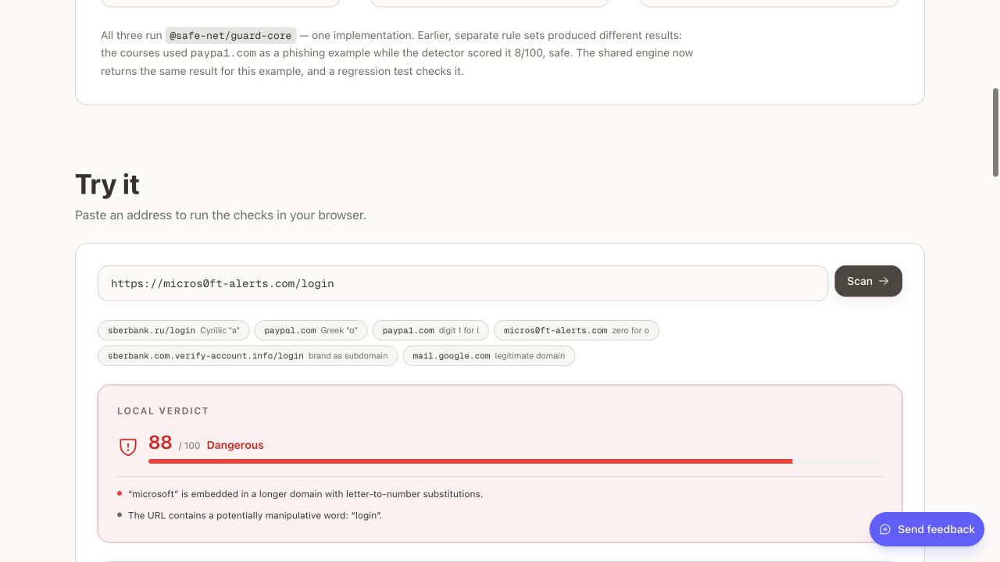 All three run @safe-net/guard-core — one implementation. Earlier, separate rule sets produced different results:
the courses used paypa1.com as a phishing example while the detector scored it 8/100, safe. The shared engine now
returns the same result for this example, and a regression test checks it.
Try it
Paste an address to run the checks in your browser.
https://micros0ft-alerts.com/login
Scan →
sberbank.ru/login Cyrillic "а"
paypαl.com Greek "α"
paypa1.com digit 1 for l
micros0ft-alerts.com zero for o
sberbank.com.verify-account.info/login brand as subdomain
mail.google.com legitimate domain
LOCAL VERDICT
88 / 100 Dangerous
“microsoft” is embedded in a longer domain with letter-to-number substitutions.
The URL contains a potentially manipulative word: “login”.
Send feedback